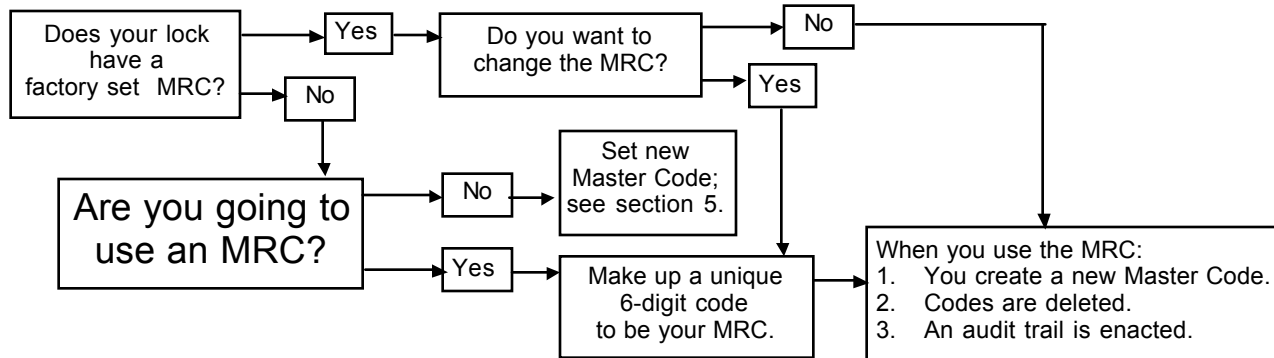 Does your lock
have a
factory set MRC?
Yes
Do you want to
change the MRC?
No
No
Yes
Are you going to
use an MRC?
No
Set new
Master Code;
see section 5.
Yes
Make up a unique
6-digit code
to be your MRC.
When you use the MRC:
1. You create a new Master Code.
2. Codes are deleted.
3. An audit trail is enacted.